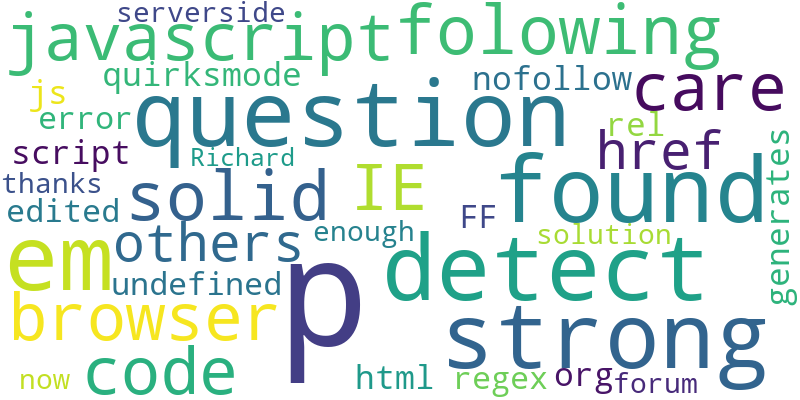 serverside
javascript
folowing
quirksmode
nofollow
care
js
question
error
rel
href
script
Richard
found
generates
thanks
solid
IE
edited
FF
others
enough
solution
em
detect
undefined
p
browser
strong
code
html
regex
org
forum
now